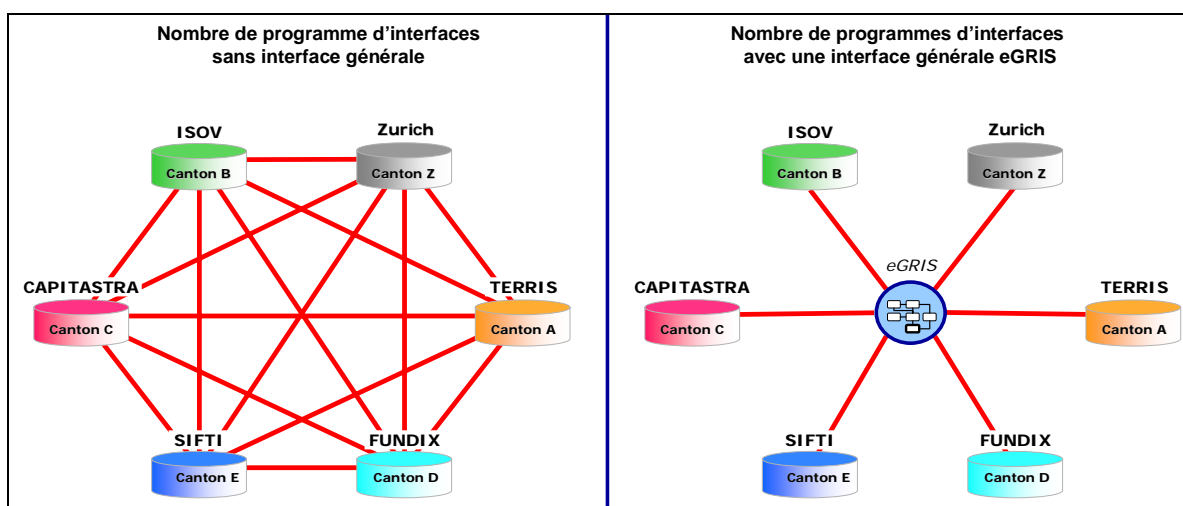 Nombre de programme d'interfaces
sans interface générale
ISOV
Zurich
Canton B
Canton Z
CAPITASTRA
TERRIS
Canton C
Canton A
SIFTI
FUNDIX
Canton E
Canton D
Nombre de programmes d'interfaces
avec une interface générale eGRIS
ISOV
Zurich
Canton B
Canton Z
eGRIS
CAPITASTRA
TERRIS
Canton C
Canton A
SIFTI
FUNDIX
Canton E
Canton D